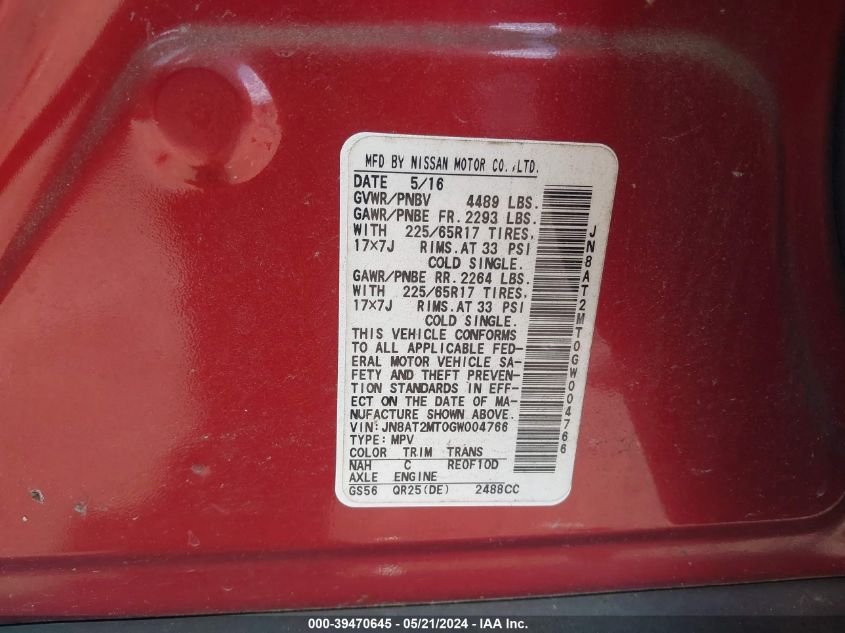 MFD BY NISSAN MOTOR CO.,LTD.
DATE 5/16
GVWR/PNBV 4489 LBS.
GAWR/PNBE FR. 2293 LBS.
WITH 225/65R17 TIRES,
17×7J RIMS.AT 33 PSI
COLD SINGLE.
GAWR/PNBE RR. 2264 LBS.
WITH 225/65R17 TIRES,
17×7J RIMS.AT 33 PSI
COLD SINGLE.
THIS VEHICLE CONFORMS
TO ALL APPLICABLE FED-
ERAL MOTOR VEHICLE SA-
FETY AND THEFT PREVEN-
TION STANDARDS IN EFF-
ECT ON THE DATE OF MA-
NUFACTURE SHOWN ABOVE.
VIN:JN8AT2MT0GW004766
TYPE:MPV
COLOR TRIM TRANS
NAH C RE0F10D
AXLE ENGINE
GS56 QR25(DE) 2488CC
JN8AT2MT0GW004766
000-39470645 - 05/21/2024 - IAA Inc.